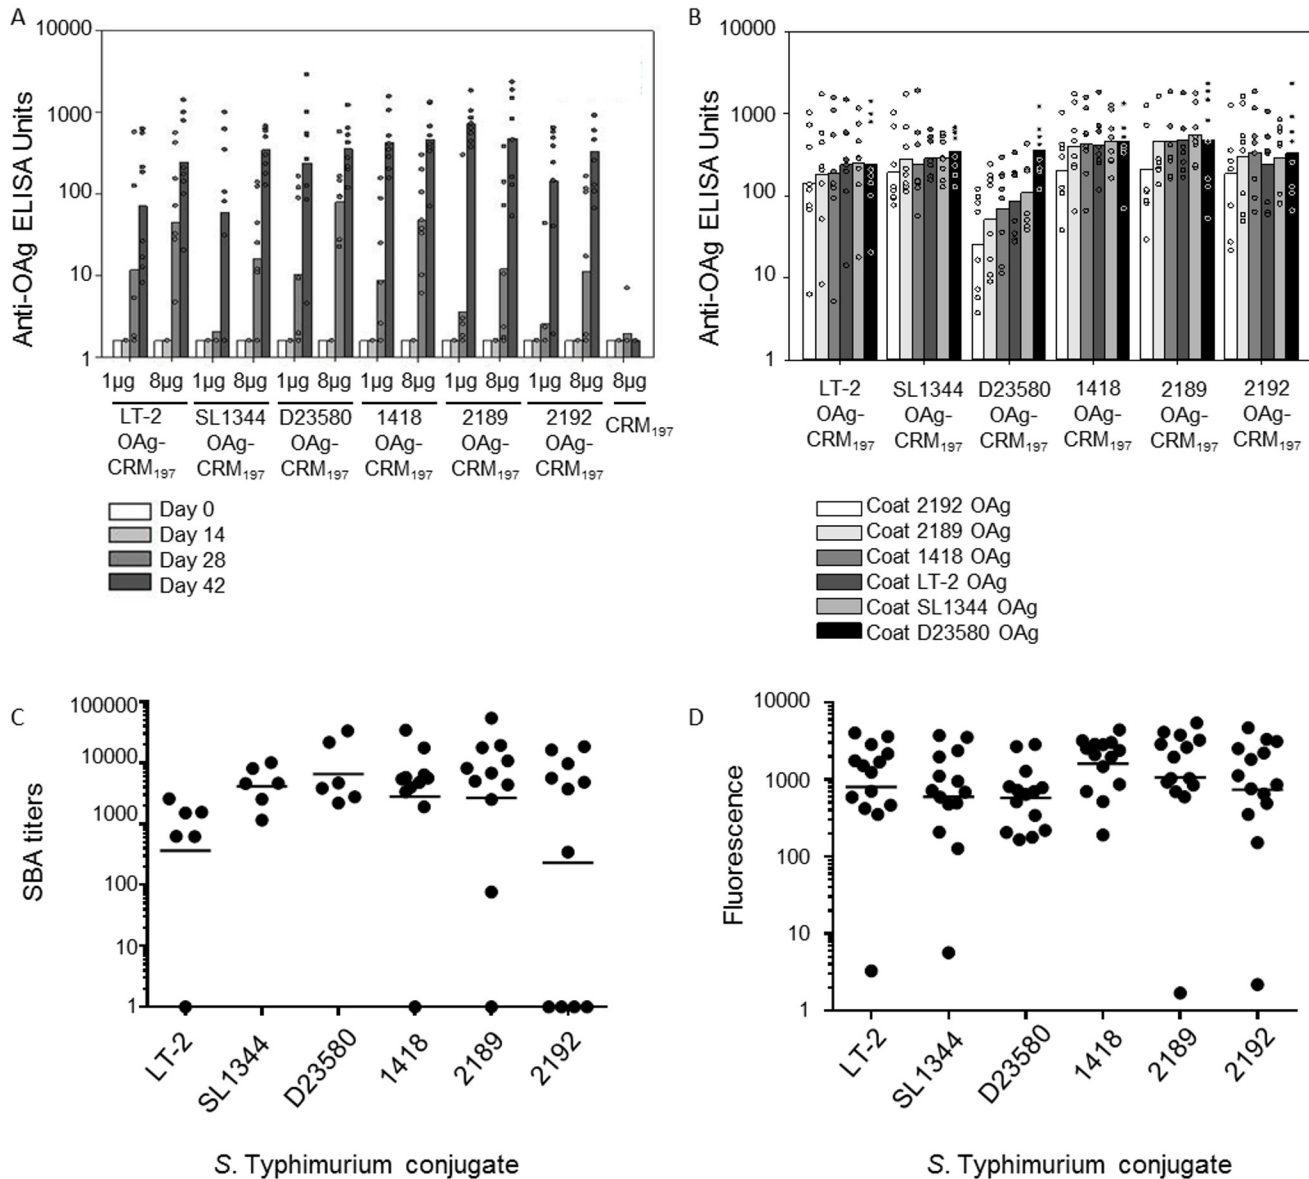 A
10000
1000
100
10
1
Anti-OAg ELISA Units
1µg 8µg 1µg 8µg 1µg 8µg 1µg 8µg 1µg 8µg 1µg 8µg 8µg
LT-2 SL1344 D23580 1418 2189 2192 CRM197
OAg- OAg- OAg- OAg- OAg- OAg-
CRM197 CRM197 CRM197 CRM197 CRM197 CRM197
Day 0
Day 14
Day 28
Day 42
B
10000
1000
100
10
1
Anti-OAg ELISA Units
LT-2 SL1344 D23580 1418 2189 2192
OAg- OAg- OAg- OAg- OAg- OAg-
CRM197 CRM197 CRM197 CRM197 CRM197 CRM197
Coat 2192 OAg
Coat 2189 OAg
Coat 1418 OAg
Coat LT-2 OAg
Coat SL1344 OAg
Coat D23580 OAg
C
100000
10000
1000
100
10
1
SBA titers
LT-2 SL1344 D23580 1418 2189 2192
S. Typhimurium conjugate
D
10000
1000
100
10
1
Fluorescence
LT-2 SL1344 D23580 1418 2189 2192
S. Typhimurium conjugate